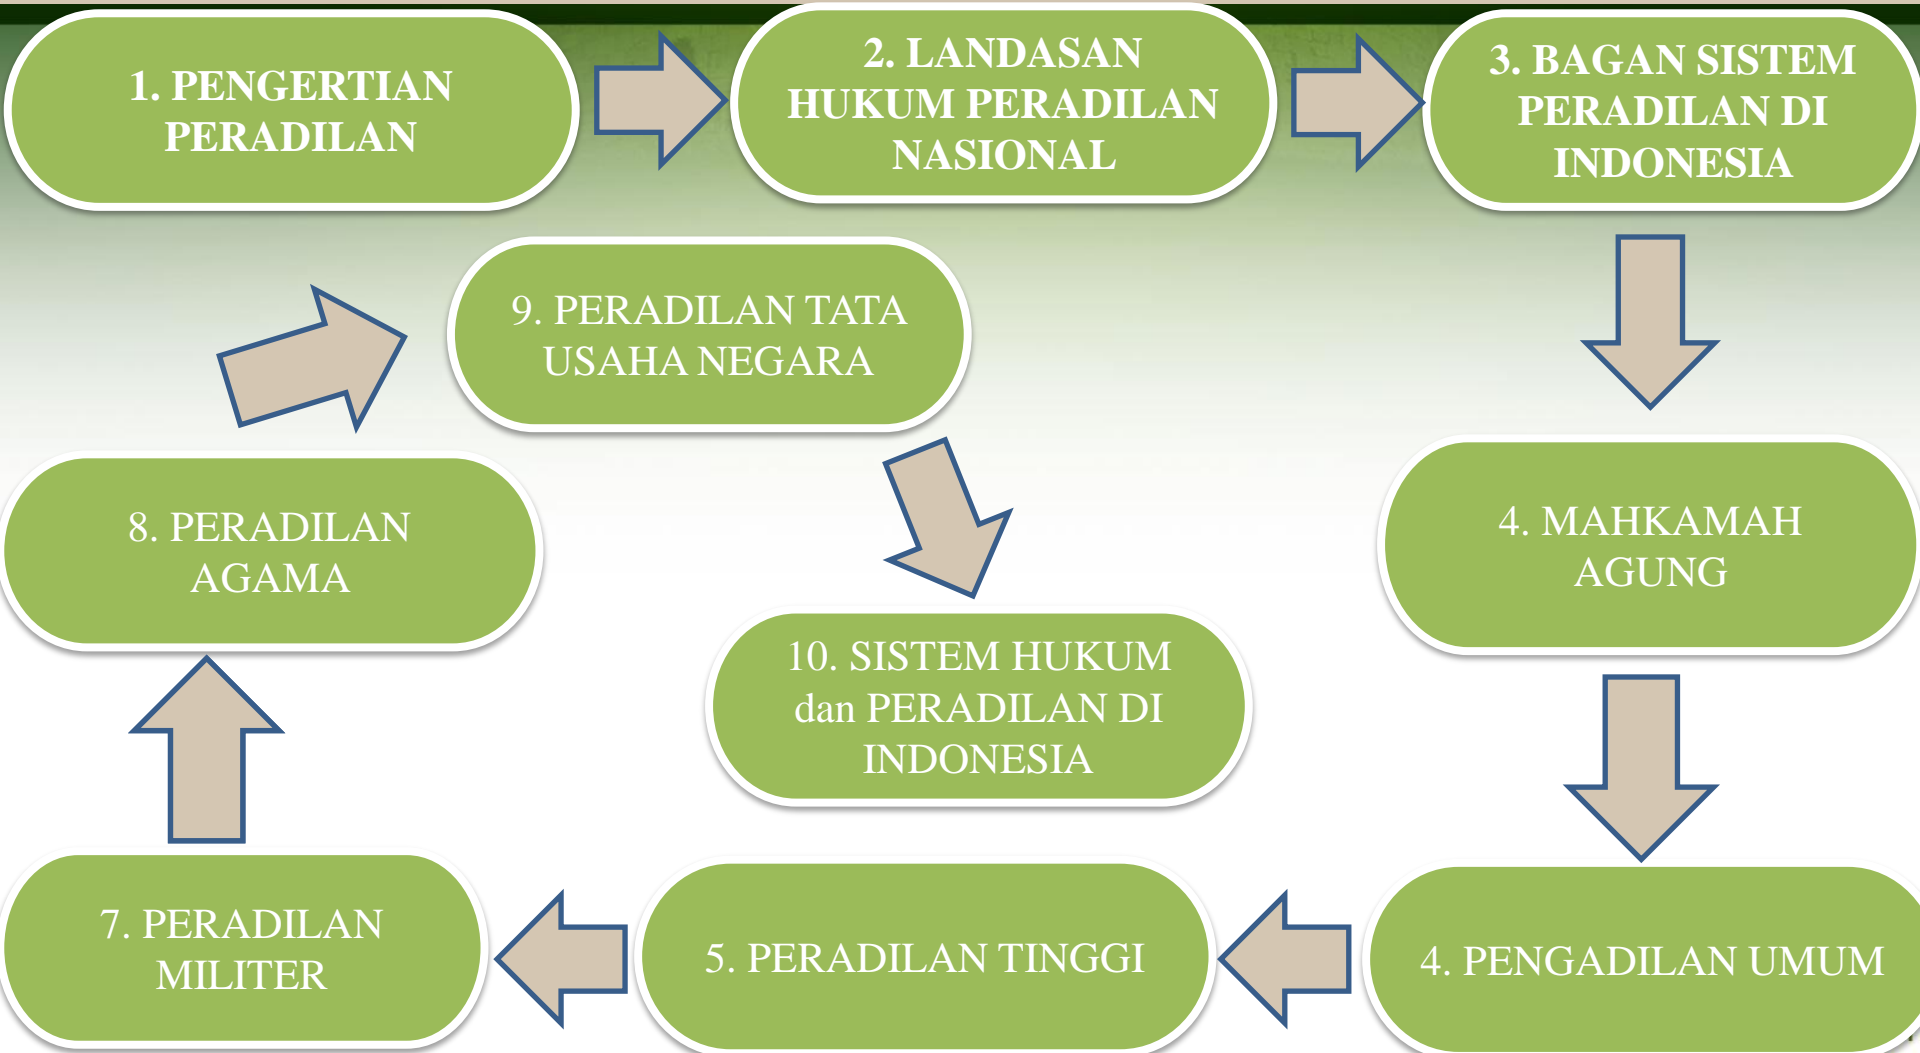 1. PENGERTIAN
PERADILAN
2. LANDASAN
HUKUM PERADILAN
NASIONAL
3. BAGAN SISTEM
PERADILAN DI
INDONESIA
4. MAHKAMAH
AGUNG
4. PENGADILAN UMUM
5. PERADILAN TINGGI
7. PERADILAN
MILITER
8. PERADILAN
AGAMA
9. PERADILAN TATA
USAHA NEGARA
10. SISTEM HUKUM
dan PERADILAN DI
INDONESIA